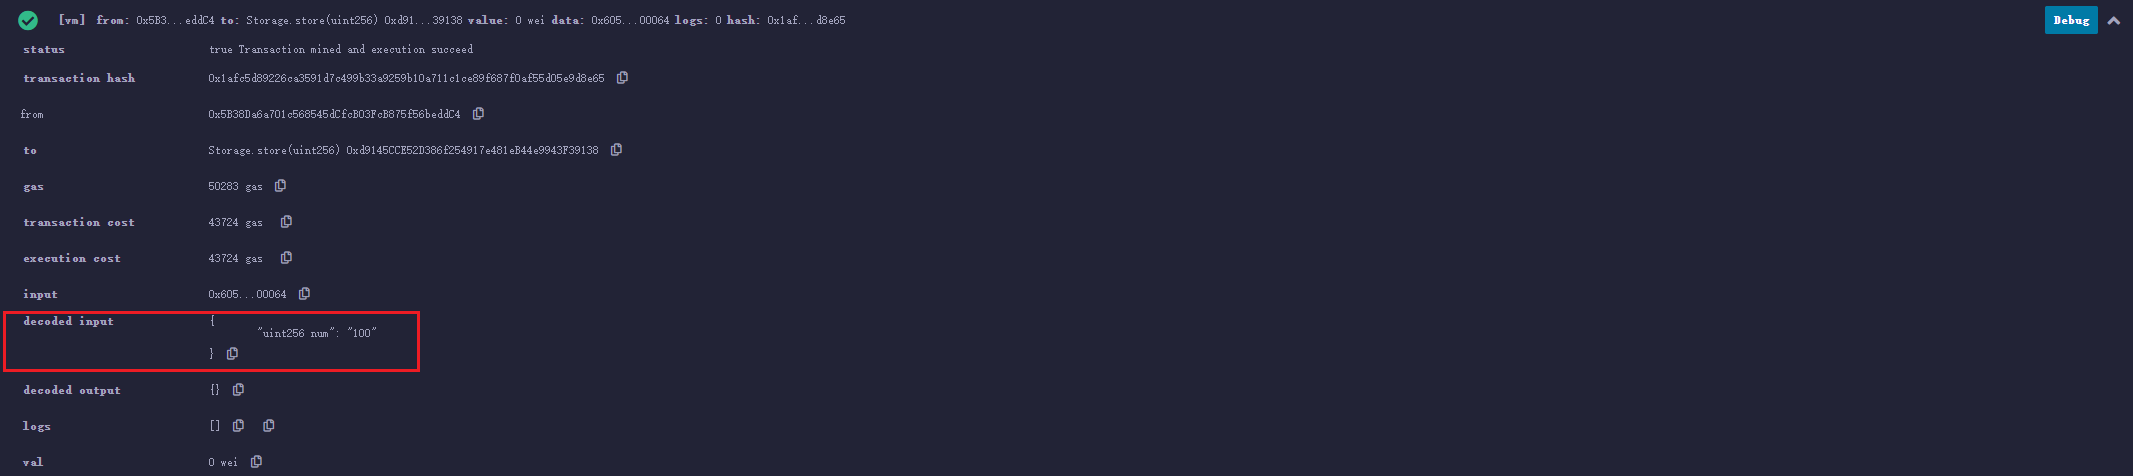 [vm] from: 0x5B3...eddC4 to: Storage.store(uint256) 0xd91...39138 value: 0 wei data: 0x605...00064 logs: 0 hash: 0x1af...d8e65 Debug
status true Transaction mined and execution succeed
transaction hash 0x1afc5d89226ca3591d7c499b33a9259b10a711c1ce89f687f0af55d05e9d8e65
from 0x5B38Da6a701c568545dCfcB03FcB875f56beddC4
to Storage.store(uint256) 0xd9145CCE52D386f254917e481eB44e9943F39138
gas 50283 gas
transaction cost 43724 gas
execution cost 43724 gas
input 0x605...00064
decoded input {
"uint256 num": "100"
}
decoded output {}
logs []
val 0 wei